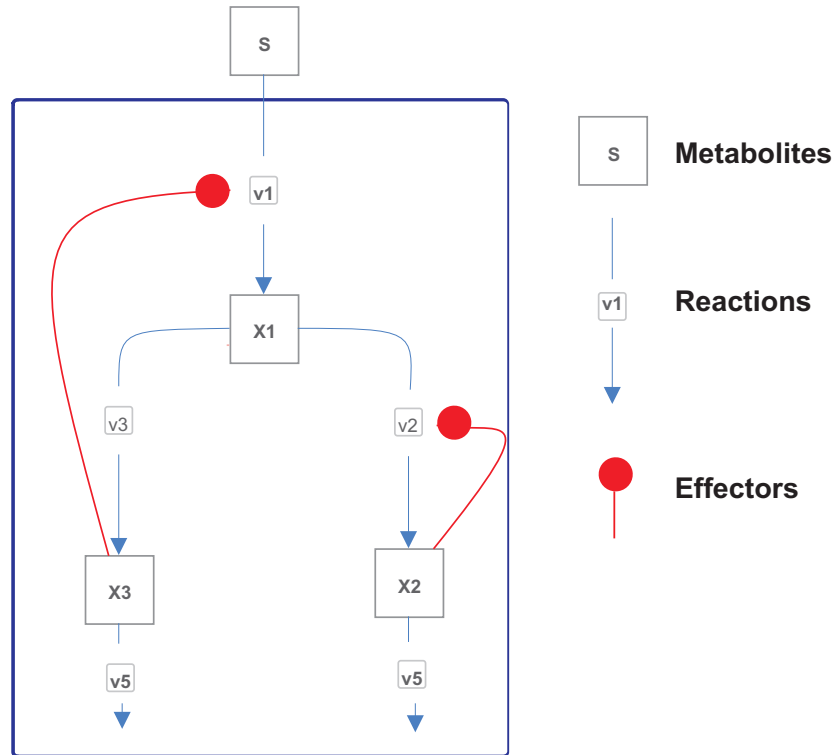 S
v1
X1
v3
v2
X3
X2
v5
v5
S
Metabolites
v1
Reactions
Effectors